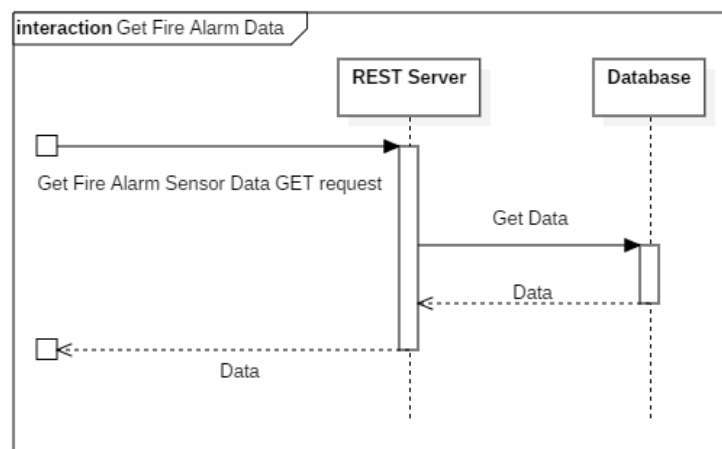 interaction Get Fire Alarm Data
REST Server
Database
Get Fire Alarm Sensor Data GET request
Get Data
Data
Data